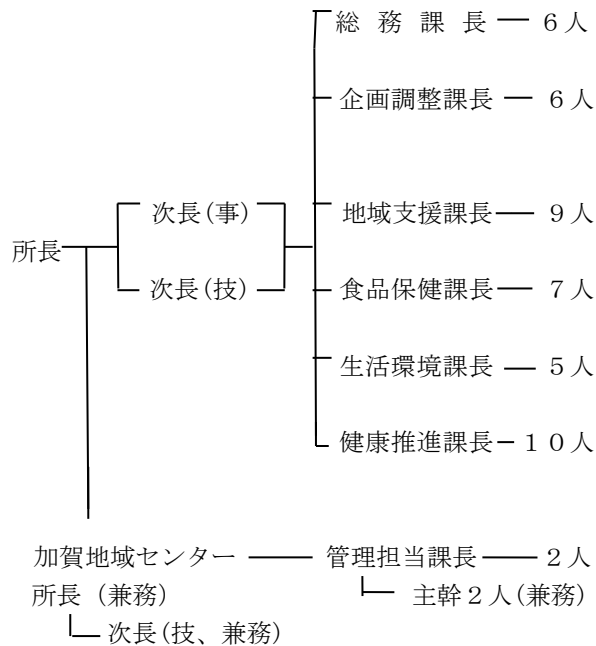 総務課長 6人
企画調整課長 6人
次長(事) 地域支援課長 9人
所長
次長(技) 食品保健課長 7人
生活環境課長 5人
健康推進課長 10人
加賀地域センター 管理担当課長 2人
所長(兼務) 主幹2人(兼務)
次長(技、兼務)